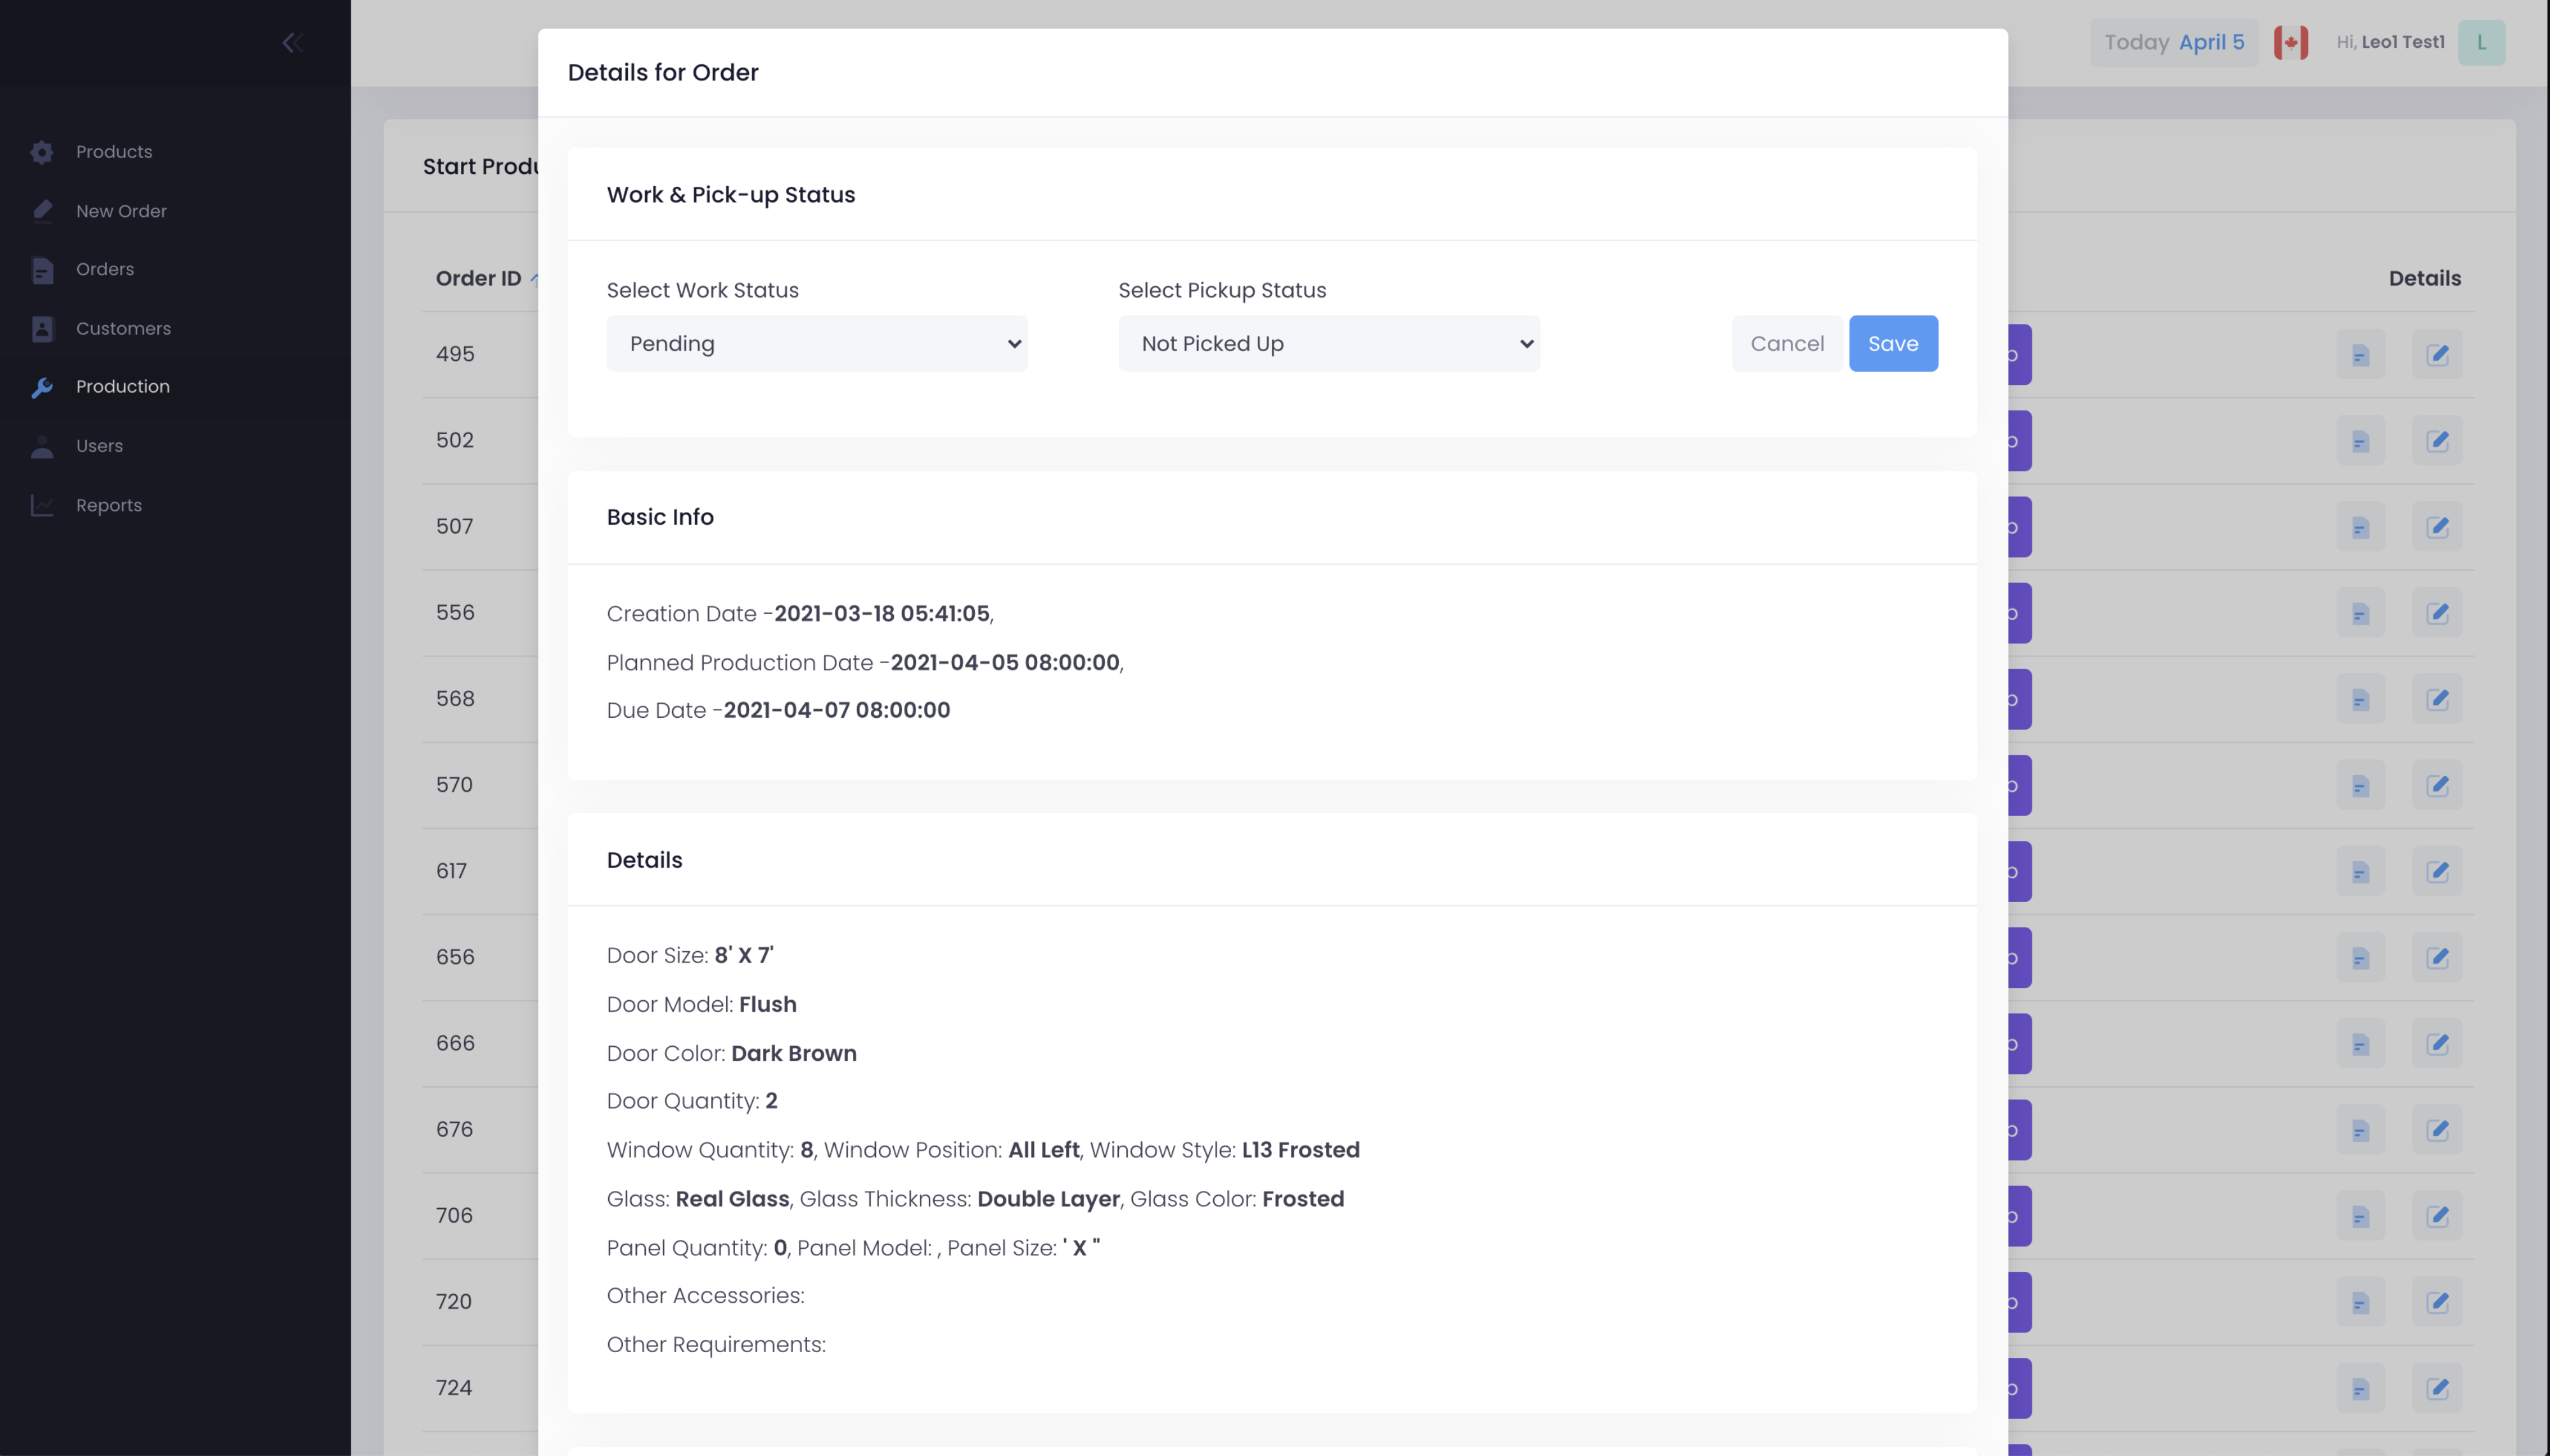 Today April 5
Hi, Leo1 Test1
L
Products
New Order
Orders
Customers
Production
Users
Reports
Start Produ
Order ID
Details
495
502
507
556
568
570
617
656
666
676
706
720
724
Details for Order
Work & Pick-up Status
Select Work Status
Select Pickup Status
Pending
Not Picked Up
Cancel
Save
Basic Info
Creation Date -2021-03-18 05:41:05,
Planned Production Date -2021-04-05 08:00:00,
Due Date -2021-04-07 08:00:00
Details
Door Size: 8' X 7'
Door Model: Flush
Door Color: Dark Brown
Door Quantity: 2
Window Quantity: 8, Window Position: All Left, Window Style: L13 Frosted
Glass: Real Glass, Glass Thickness: Double Layer, Glass Color: Frosted
Panel Quantity: 0, Panel Model: , Panel Size: ' X "
Other Accessories:
Other Requirements: